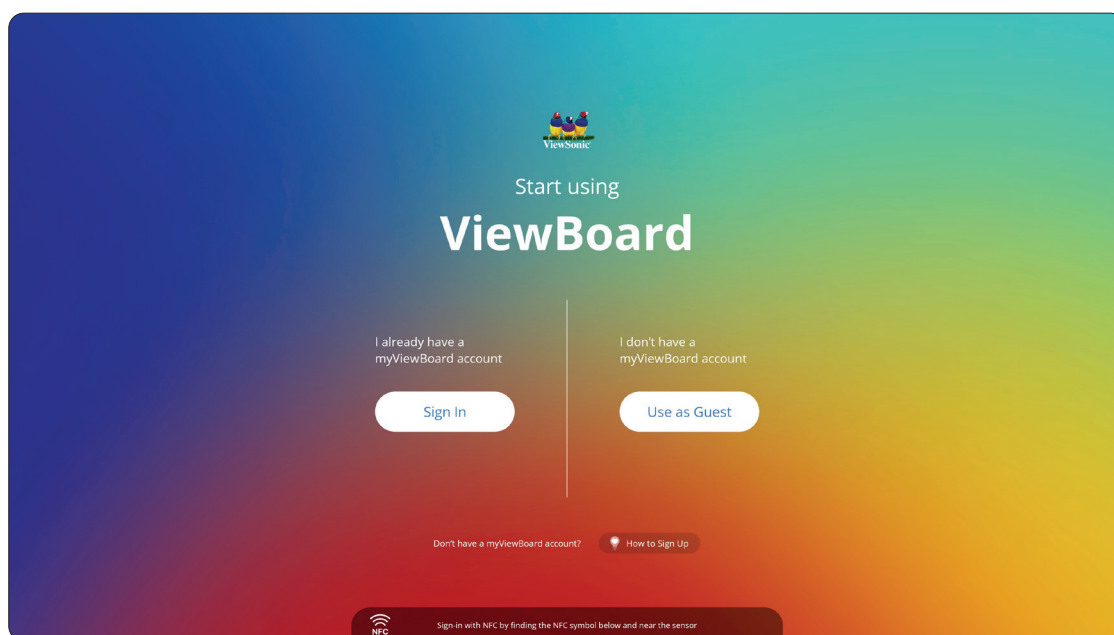 ViewSonic
Start using
ViewBoard
I already have a
myViewBoard account
Sign In
I don't have a
myViewBoard account
Use as Guest
Don't have a myViewBoard account?
How to Sign Up
NFC
Sign-in with NFC by finding the NFC symbol below and near the sensor